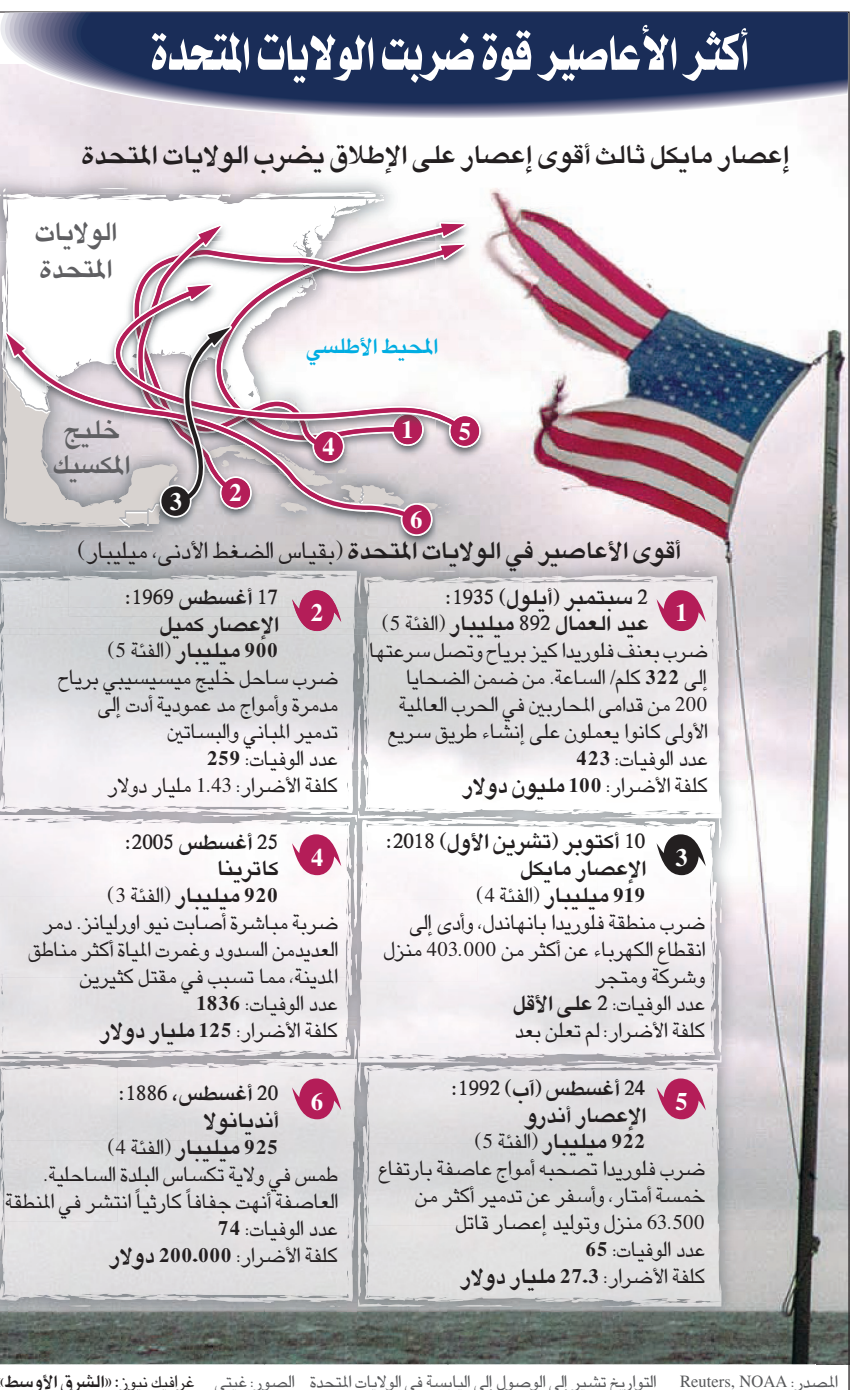 أكثر الأعاصير قوة ضربت الولايات المتحدة
إعصار مايكل ثالث أقوى إعصار على الإطلاق يضرب الولايات المتحدة
الولايات
المتحدة
المحيط الأطلسي
خليج
المكسيك
1
5
4
2
3
6
أقوى الأعاصير في الولايات المتحدة (بقياس الضغط الأدنى، ميليبار)
1
2 سبتمبر (أيلول) 1935:
عيد العمال 892 ميليبار (الفئة 5)
ضرب بعنف فلوريدا كيز برياح وتصل سرعتها
إلى 322 كلم/ الساعة. من ضمن الضحايا
200 من قدامى المحاربين في الحرب العالمية
الأولى كانوا يعملون على إنشاء طريق سريع
عدد الوفيات: 423
كلفة الأضرار: 100 مليون دولار
2
17 أغسطس 1969:
الإعصار كميل
900 ميليبار (الفئة 5)
ضرب ساحل خليج ميسيسيبي برياح
مدمرة وأمواج مد عمودية أدت إلى
تدمير المباني والبساتين
عدد الوفيات: 259
كلفة الأضرار: 1.43 مليار دولار
3
10 أكتوبر (تشرين الأول) 2018:
الإعصار مايكل
919 ميليبار (الفئة 4)
ضرب منطقة فلوريدا بانهاندل، وأدى إلى
انقطاع الكهرباء عن أكثر من 403.000 منزل
وشركة ومتجر
عدد الوفيات: 2 على الأقل
كلفة الأضرار: لم تعلن بعد
4
25 أغسطس 2005:
كاترينا
920 ميليبار (الفئة 3)
ضربة مباشرة أصابت نيو اورليانز. دمر
العديدمن السدود وغمرت المياة أكثر مناطق
المدينة، مما تسبب في مقتل كثيرين
عدد الوفيات: 1836
كلفة الأضرار: 125 مليار دولار
5
24 أغسطس (آب) 1992:
الإعصار أندرو
922 ميليبار (الفئة 5)
ضرب فلوريدا تصحبه أمواج عاصفة بارتفاع
خمسة أمتار، وأسفر عن تدمير أكثر من
63.500 منزل وتوليد إعصار قاتل
عدد الوفيات: 65
كلفة الأضرار: 27.3 مليار دولار
6
20 أغسطس، 1886:
أنديانولا
925 ميليبار (الفئة 4)
طمس في ولاية تكساس البلدة الساحلية.
العاصفة أنهت جفافاً كارثياً انتشر في المنطقة
عدد الوفيات: 74
كلفة الأضرار: 200.000 دولار
المصدر: Reuters, NOAA التواريخ تشير إلى الوصول إلى اليابسة في الولايات المتحدة الصور: غيتي غرافيك نيوز: «الشرق الأوسط»